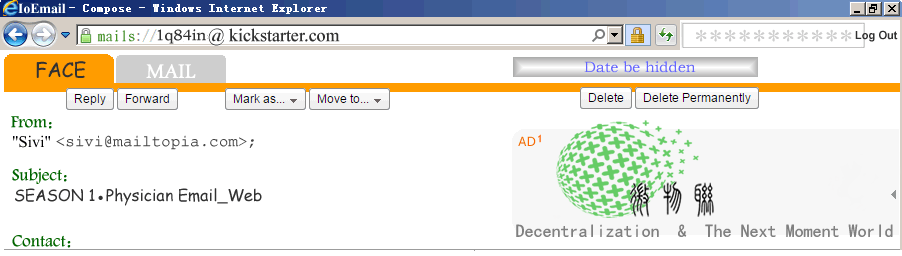 IoEmail - Compose - Windows Internet Explorer
mails://1q84in@ kickstarter.com
************
Log Out
FACE
MAIL
Date be hidden
Reply
Forward
Mark as...
Move to...
Delete
Delete Permanently
From:
"Sivi" <sivi@mailtopia.com>;
AD1
Subject:
SEASON 1•Physician Email_Web
微物聯
Decentralization & The Next Moment World
Contact: